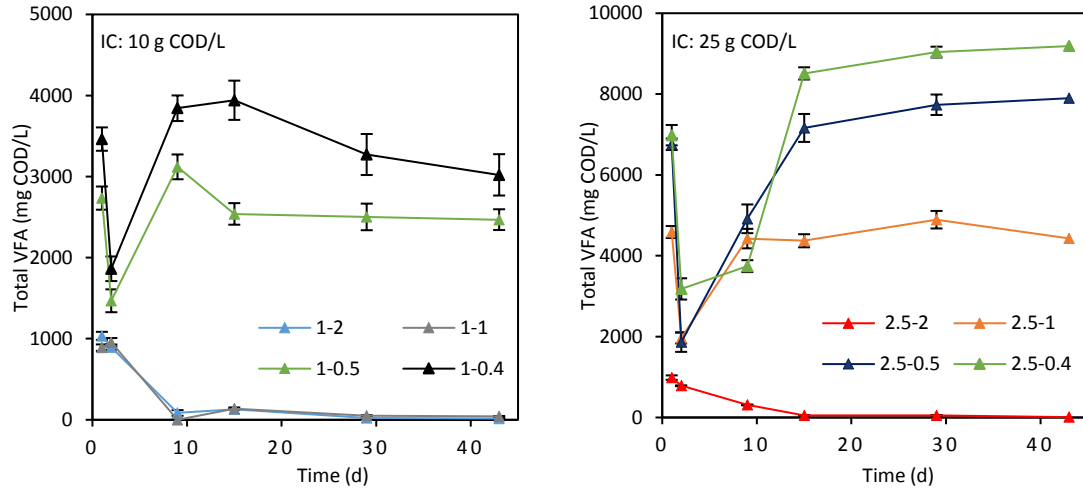 Total VFA (mg COD/L)
5000
4000
3000
2000
1000
0
IC: 10 g COD/L
1-2
1-1
1-0.5
1-0.4
0 10 20 30 40
Time (d)
Total VFA (mg COD/L)
10000
8000
6000
4000
2000
0
IC: 25 g COD/L
2.5-2
2.5-1
2.5-0.5
2.5-0.4
0 10 20 30 40
Time (d)